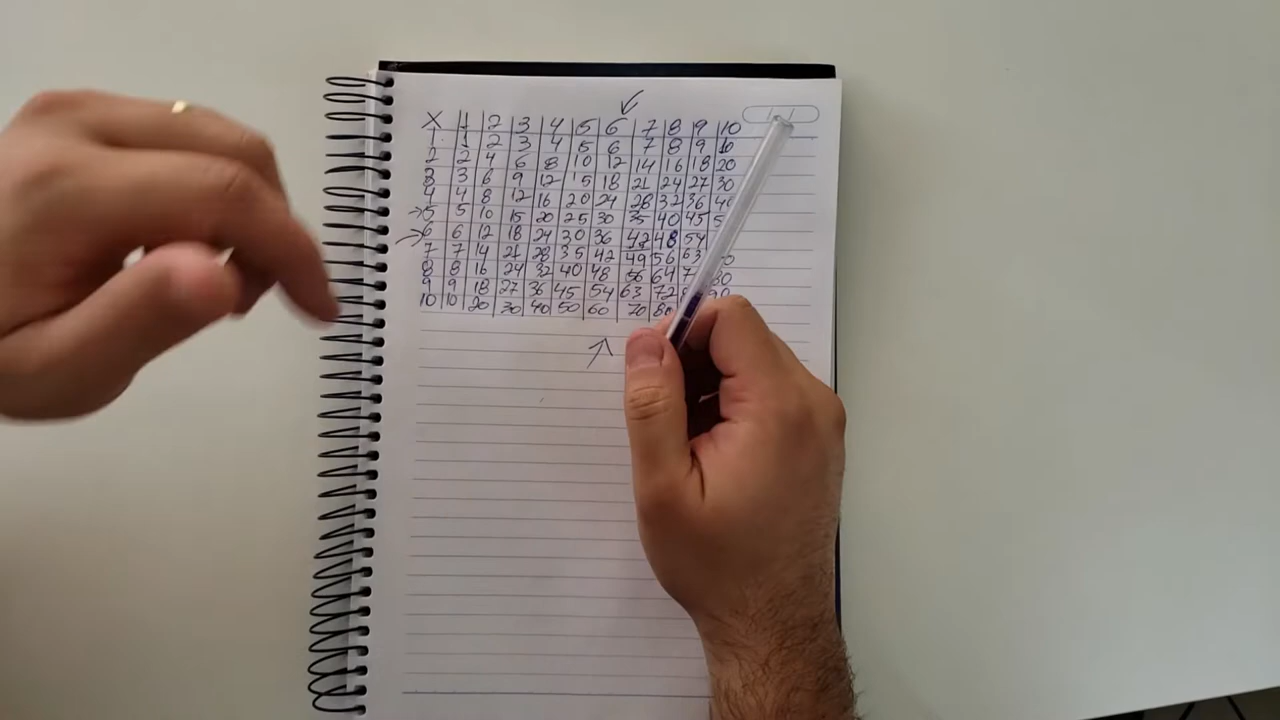 X 1 2 3 4 5 6 7 8 9 10
1 1 2 3 4 5 6 7 8 9 10
2 2 4 6 8 10 12 14 16 18 20
3 3 6 9 12 15 18 21 24 27 30
4 4 8 12 16 20 24 28 32 36
5 5 10 15 20 25 30 35 40 45
6 6 12 18 24 30 36 42 48 54
7 7 14 21 28 35 42 49 56 63
8 8 16 24 32 40 48 56 64
9 9 18 27 36 45 54 63 72
10 10 20 30 40 50 60 70